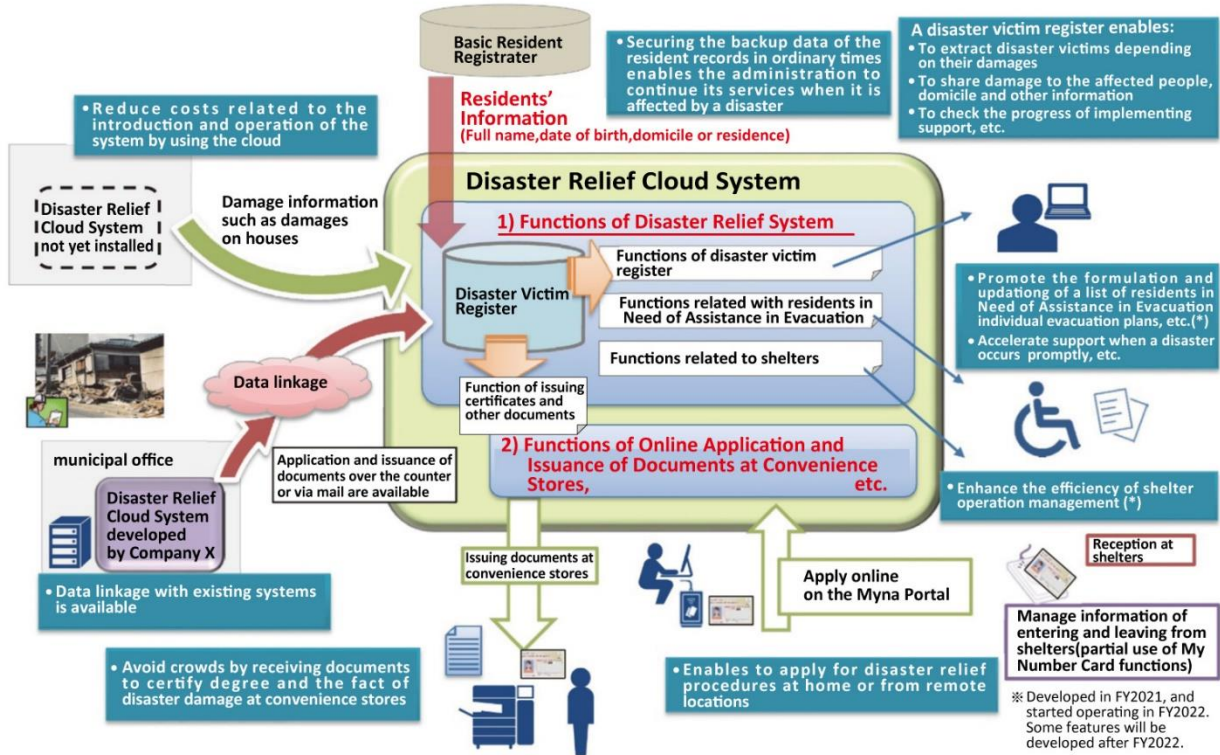 Basic Resident
Registrater
Residents’
Information
(Full name,date of birth,domicile or residence)
• Securing the backup data of the
resident records in ordinary times
enables the administration to
continue its services when it is
affected by a disaster
A disaster victim register enables:
• To extract disaster victims depending
on their damages
• To share damage to the affected people,
domicile and other information
• To check the progress of implementing
support, etc.
• Reduce costs related to the
introduction and operation of the
system by using the cloud
Disaster Relief
Cloud System
not yet installed
Damage information
such as damages
on houses
Disaster Relief Cloud System
1) Functions of Disaster Relief System
Disaster Victim
Register
Functions of disaster victim
register
Functions related with residents in
Need of Assistance in Evacuation
Functions related to shelters
Function of issuing
certificates and
other documents
2) Functions of Online Application and
Issuance of Documents at Convenience
Stores, etc.
• Promote the formulation and
updationg of a list of residents in
Need of Assistance in Evacuation
individual evacuation plans, etc.(*)
• Accelerate support when a disaster
occurs promptly, etc.
• Enhance the efficiency of shelter
operation management (*)
Data linkage
municipal office
Disaster Relief
Cloud System
developed
by Company X
Application and issuance of
documents over the counter
or via mail are available
• Data linkage with existing systems
is available
Issuing documents at
convenience stores
Apply online
on the Myna Portal
Reception at
shelters
Manage information of
entering and leaving from
shelters(partial use of My
Number Card functions)
• Avoid crowds by receiving documents
to certify degree and the fact of
disaster damage at convenience stores
• Enables to apply for disaster relief
procedures at home or from remote
locations
※ Developed in FY2021, and
started operating in FY2022.
Some features will be
developed after FY2022.